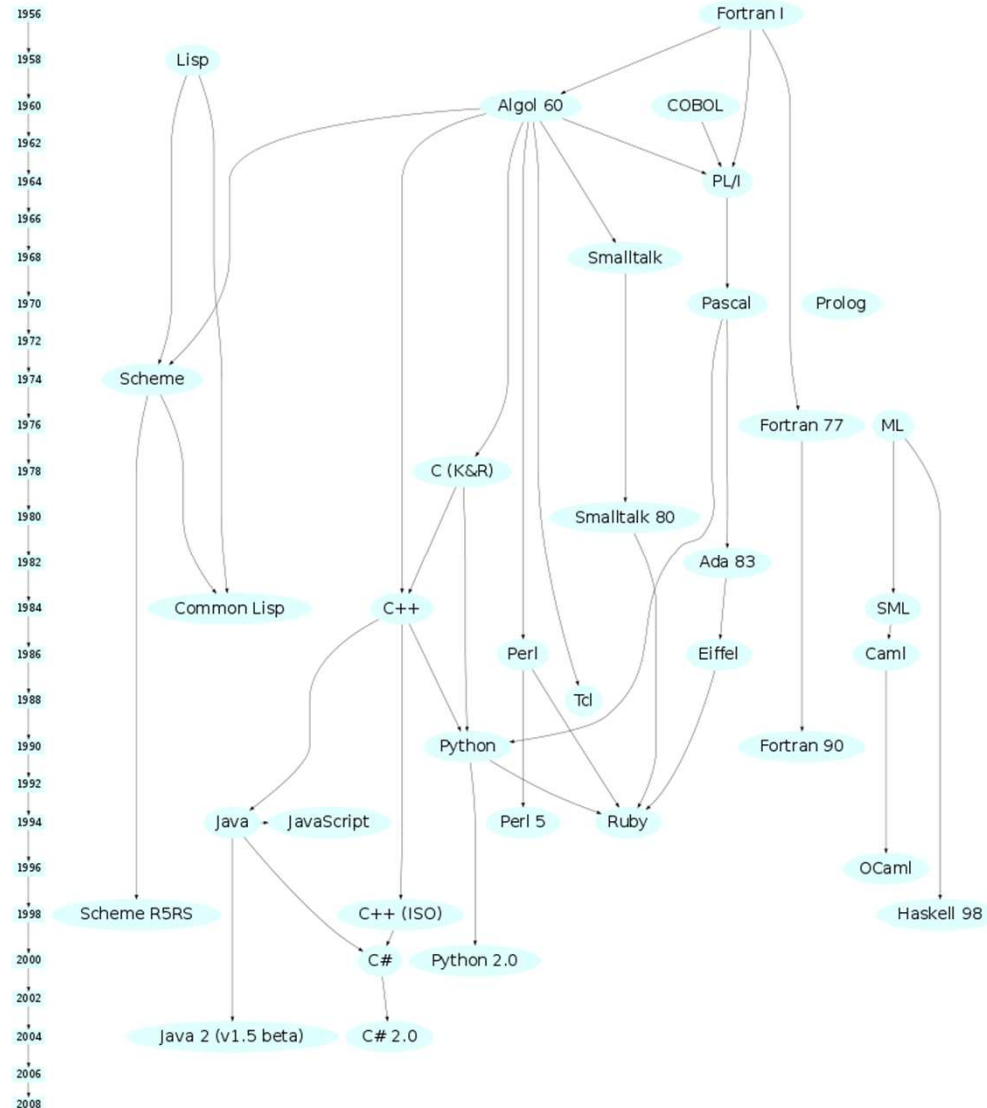 1956
Fortran I
1958
Lisp
1960
Algol 60
COBOL
1962
1964
PL/I
1966
1968
Smalltalk
1970
Pascal
Prolog
1972
1974
Scheme
1976
Fortran 77
ML
1978
C (K&R)
1980
Smalltalk 80
1982
Ada 83
1984
Common Lisp
C++
SML
1986
Perl
Eiffel
Caml
1988
Tcl
1990
Python
Fortran 90
1992
1994
Java
JavaScript
Perl 5
Ruby
1996
OCaml
1998
Scheme R5RS
C++ (ISO)
Haskell 98
2000
C#
Python 2.0
2002
2004
Java 2 (v1.5 beta)
C# 2.0
2006
2008